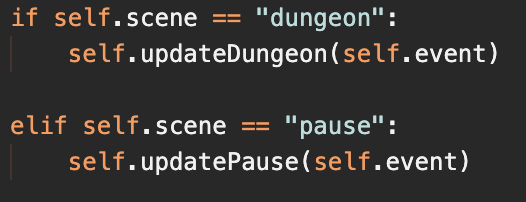 if self.scene == "dungeon":
    self.updateDungeon(self.event)

elif self.scene == "pause":
    self.updatePause(self.event)